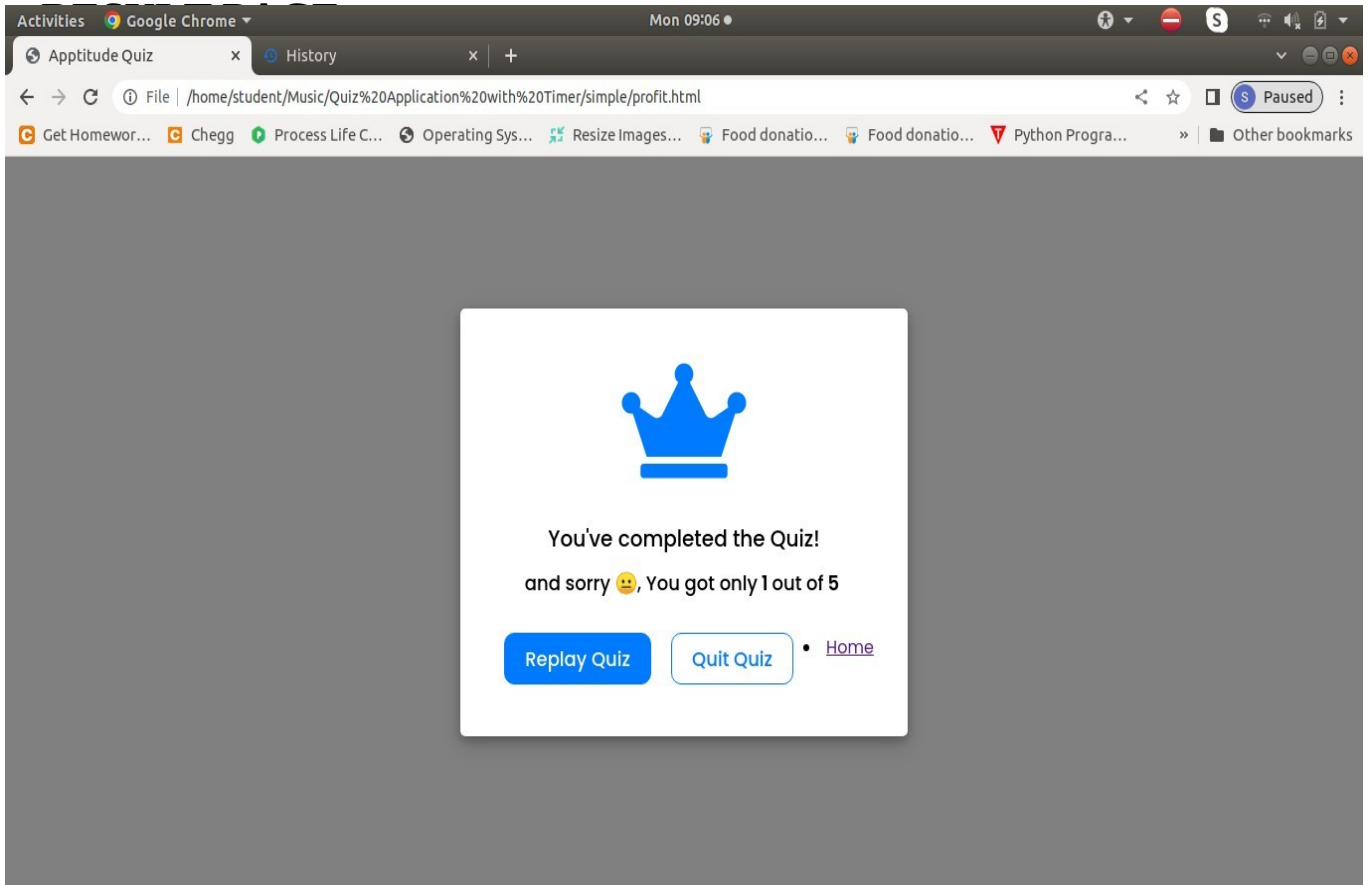 Activities Google Chrome Mon 09:06
Apptitude Quiz History
File /home/student/Music/Quiz%20Application%20with%20Timer/simple/profit.html S Paused
Get Homewor... Chegg Process Life C... Operating Sys... Resize Images... Food donatio... Food donatio... Python Progra... » Other bookmarks
You've completed the Quiz!
and sorry 😐, You got only 1 out of 5
Replay Quiz Quit Quiz • Home